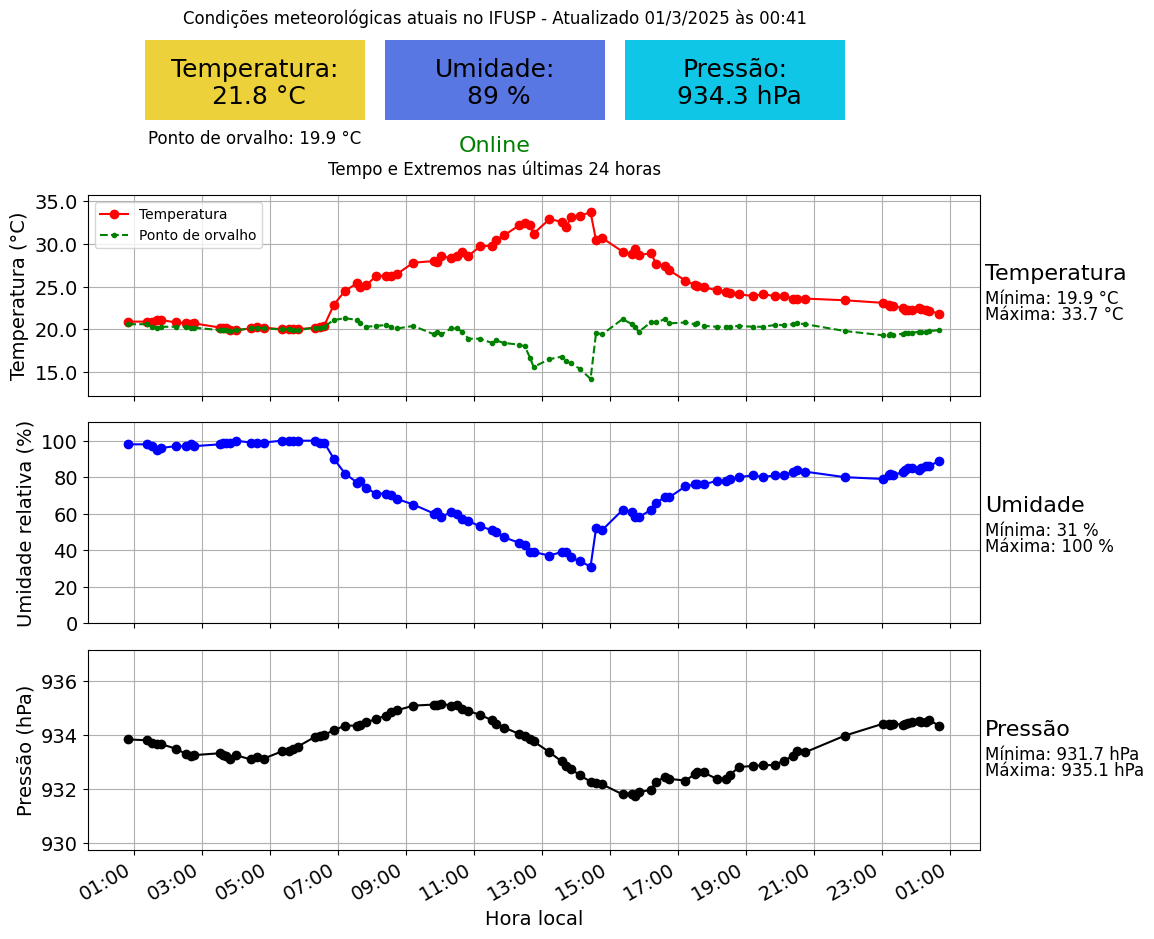 Condições meteorológicas atuais no IFUSP - Atualizado 01/3/2025 às 00:41
Temperatura:
21.8 °C
Umidade:
89 %
Pressão:
934.3 hPa
Ponto de orvalho: 19.9 °C
Online
Tempo e Extremos nas últimas 24 horas
Temperatura (°C)
35.0
30.0
25.0
20.0
15.0
Temperatura
Ponto de orvalho
Temperatura
Mínima: 19.9 °C
Máxima: 33.7 °C
Umidade relativa (%)
100
80
60
40
20
0
Umidade
Mínima: 31 %
Máxima: 100 %
Pressão (hPa)
936
934
932
930
Pressão
Mínima: 931.7 hPa
Máxima: 935.1 hPa
01:00
03:00
05:00
07:00
09:00
11:00
13:00
15:00
17:00
19:00
21:00
23:00
01:00
Hora local